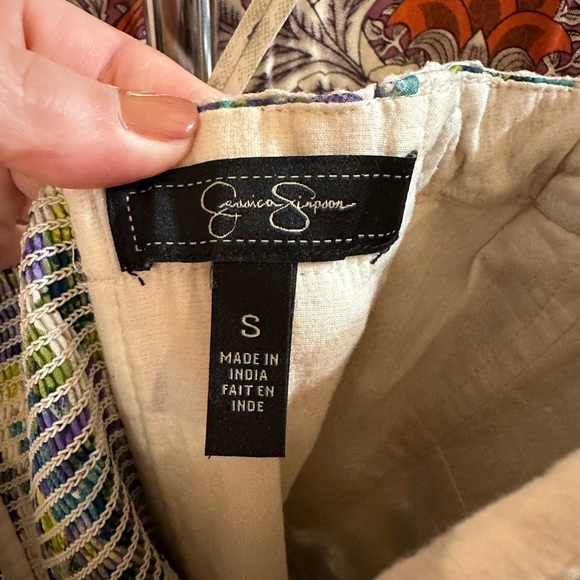 Jessica Simpson
S
MADE IN
INDIA
FAIT EN
INDE